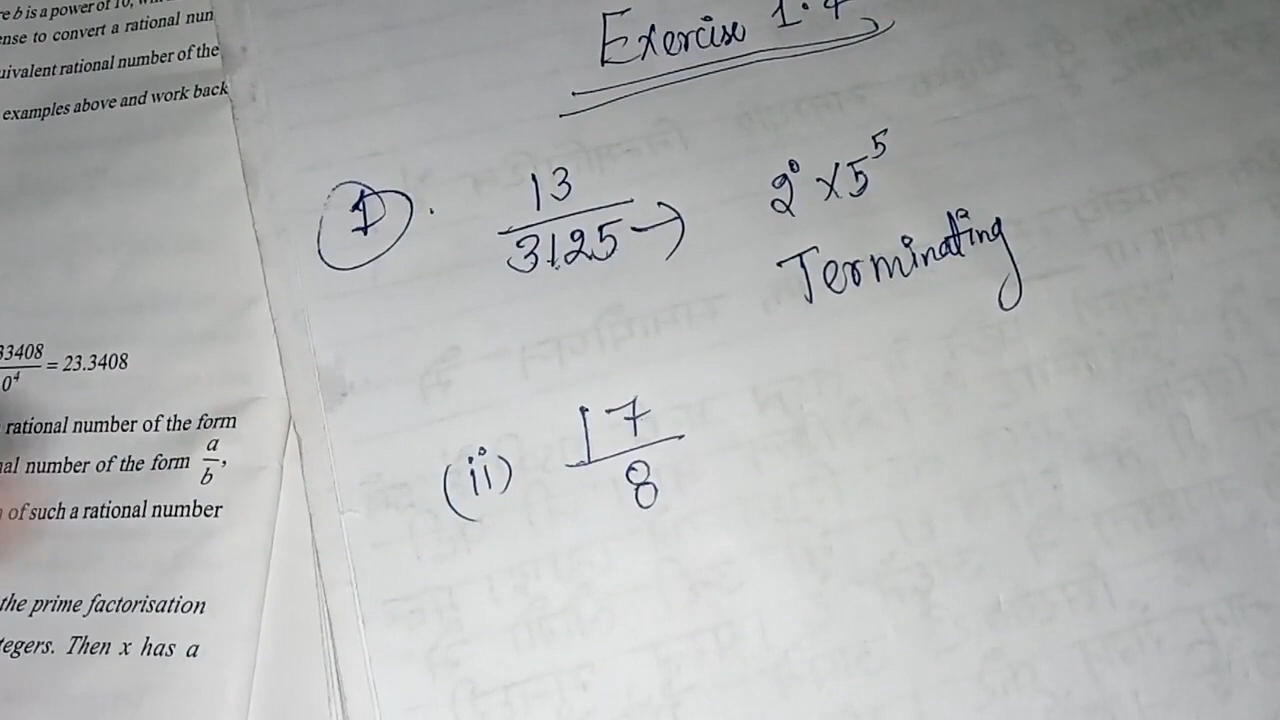 re b is a power of 10,
ense to convert a rational nun
uivalent rational number of the
examples above and work back
33408
0⁴
= 23.3408
rational number of the form
al number of the form a/b,
of such a rational number
the prime factorisation
tegers. Then x has a
Exercise 1.4
1.
13/3125 → 2⁰ × 5⁵
Terminating
(ii) 17/8